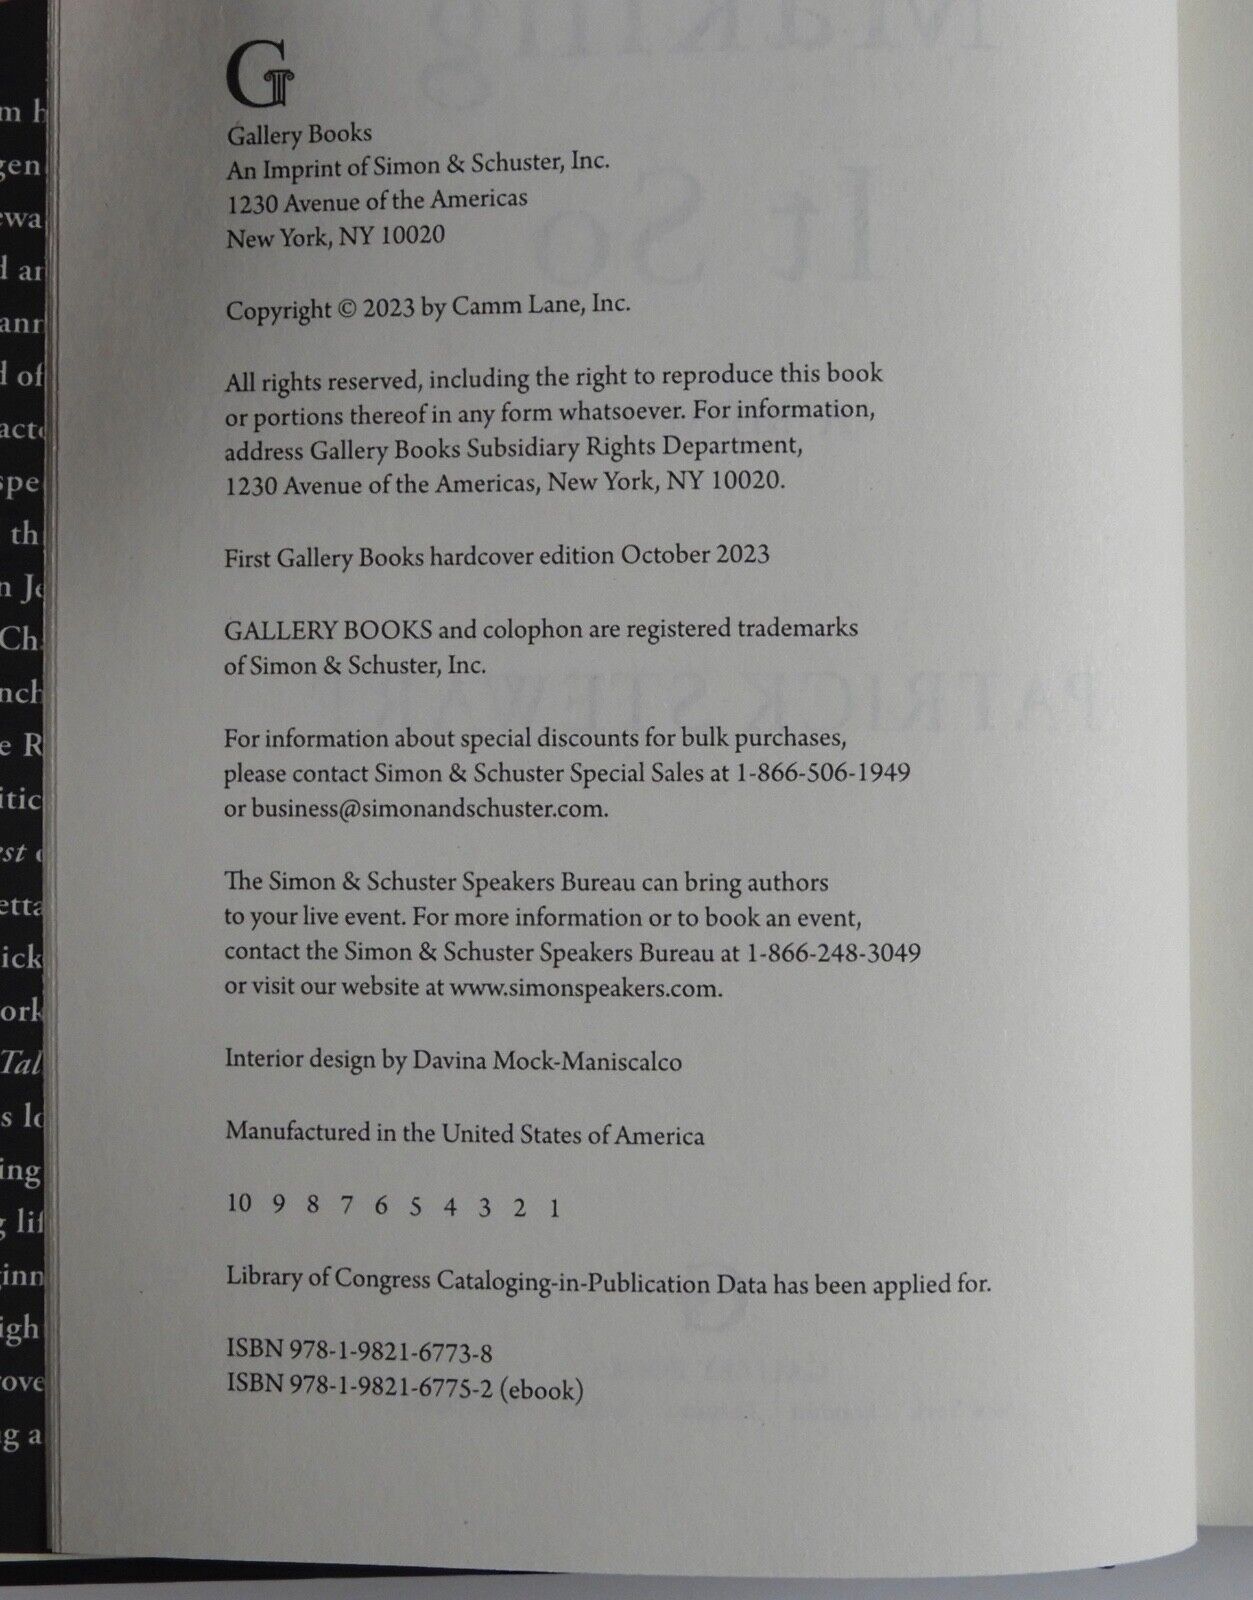 G
Gallery Books
An Imprint of Simon & Schuster, Inc.
1230 Avenue of the Americas
New York, NY 10020
Copyright © 2023 by Camm Lane, Inc.
All rights reserved, including the right to reproduce this book
or portions thereof in any form whatsoever. For information,
address Gallery Books Subsidiary Rights Department,
1230 Avenue of the Americas, New York, NY 10020.
First Gallery Books hardcover edition October 2023
GALLERY BOOKS and colophon are registered trademarks
of Simon & Schuster, Inc.
For information about special discounts for bulk purchases,
please contact Simon & Schuster Special Sales at 1-866-506-1949
or business@simonandschuster.com.
The Simon & Schuster Speakers Bureau can bring authors
to your live event. For more information or to book an event,
contact the Simon & Schuster Speakers Bureau at 1-866-248-3049
or visit our website at www.simonspeakers.com.
Interior design by Davina Mock-Maniscalco
Manufactured in the United States of America
10 9 8 7 6 5 4 3 2 1
Library of Congress Cataloging-in-Publication Data has been applied for.
ISBN 978-1-9821-6773-8
ISBN 978-1-9821-6775-2 (ebook)